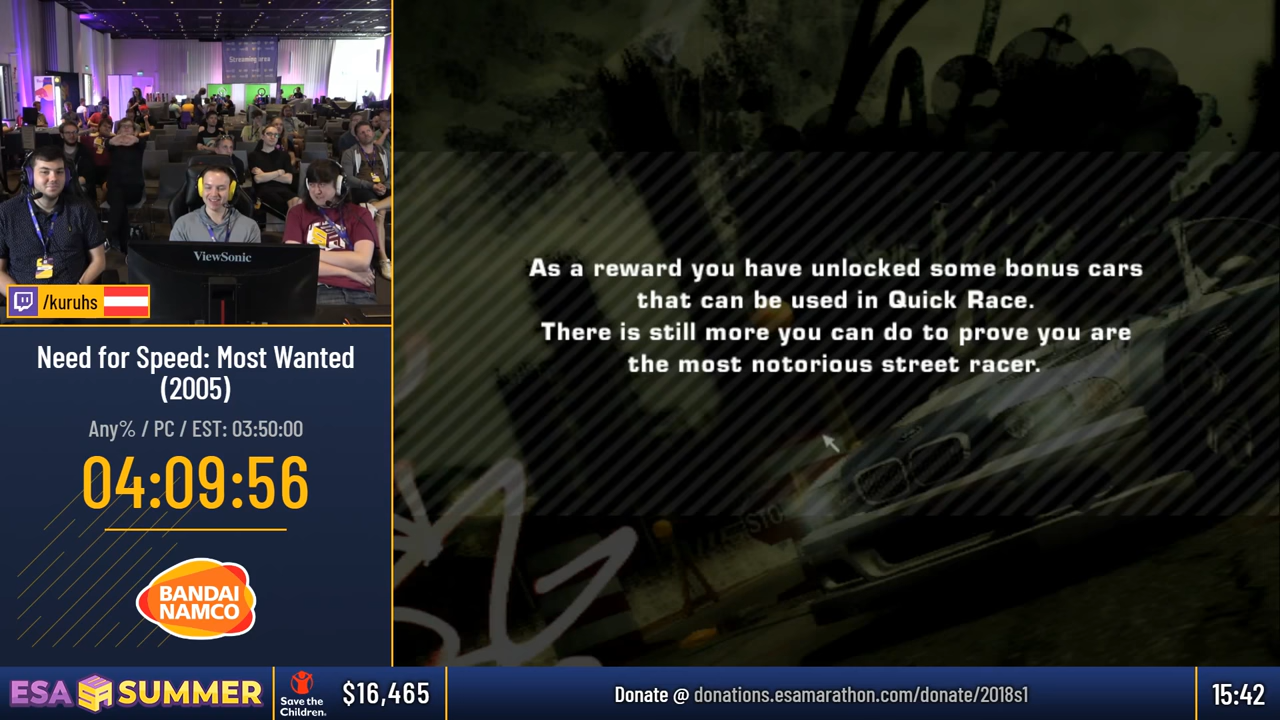 Streaming area
ViewSonic
/kuruhs
Need for Speed: Most Wanted
(2005)
Any% / PC / EST: 03:50:00
04:09:56
BANDAI
NAMCO
As a reward you have unlocked some bonus cars
that can be used in Quick Race.
There is still more you can do to prove you are
the most notorious street racer.
STO
ESA SUMMER
Save the
Children.
$16,465
Donate @ donations.esamarathon.com/donate/2018s1
15:42